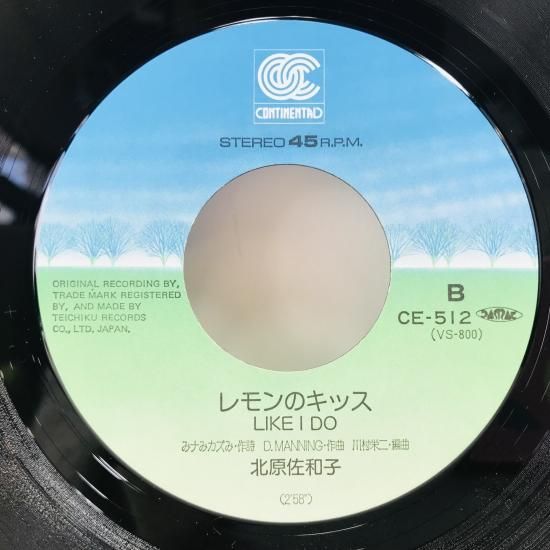 CONTINENTAL
STEREO 45 R.P.M.
ORIGINAL RECORDING BY,
TRADE MARK REGISTERED
BY, AND MADE BY
TEICHIKU RECORDS
CO., LTD, JAPAN.
B
CE-512
(VS-800)
レモンのキッス
LIKE I DO
みナみカズみ・作詩 D.MANNING・作曲 川村栄二・編曲
北原佐和子
(2'58")